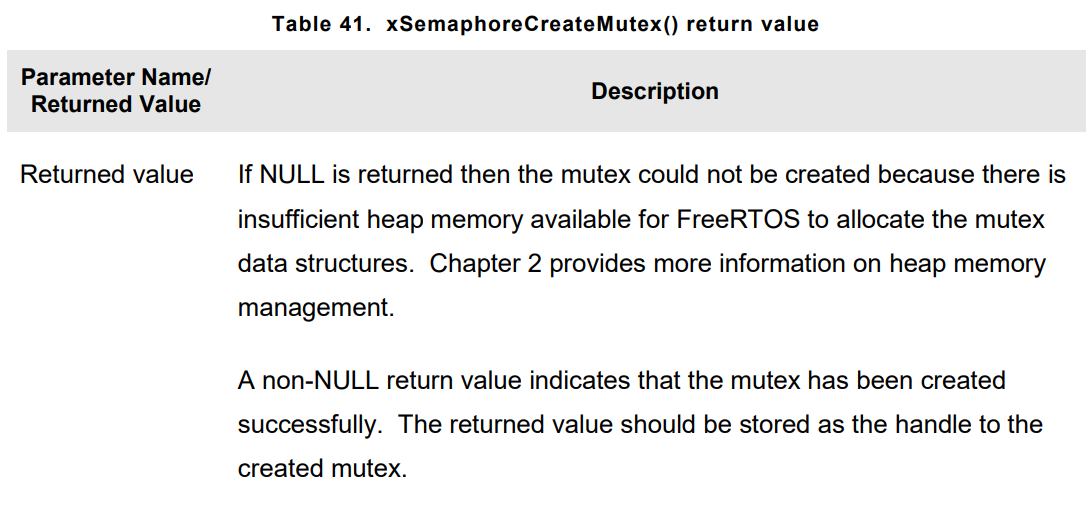 Table 41. xSemaphoreCreateMutex() return value
Parameter Name/
Returned Value
Description
Returned value
If NULL is returned then the mutex could not be created because there is
insufficient heap memory available for FreeRTOS to allocate the mutex
data structures. Chapter 2 provides more information on heap memory
management.
A non-NULL return value indicates that the mutex has been created
successfully. The returned value should be stored as the handle to the
created mutex.